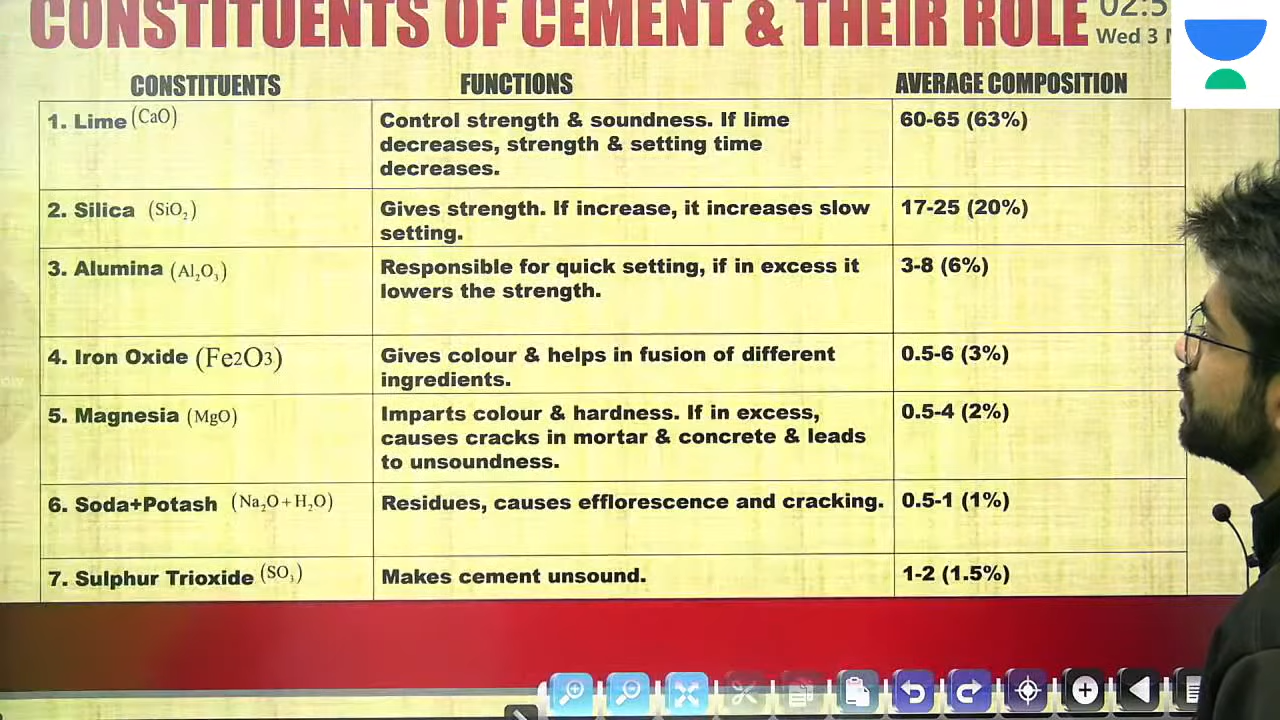 CONSTITUENTS OF CEMENT & THEIR ROLE
02:5
Wed 3
CONSTITUENTS FUNCTIONS AVERAGE COMPOSITION
1. Lime (CaO)
Control strength & soundness. If lime
decreases, strength & setting time
decreases.
60-65 (63%)
2. Silica (SiO₂)
Gives strength. If increase, it increases slow
setting.
17-25 (20%)
3. Alumina (Al₂O₃)
Responsible for quick setting, if in excess it
lowers the strength.
3-8 (6%)
4. Iron Oxide (Fe2O3)
Gives colour & helps in fusion of different
ingredients.
0.5-6 (3%)
5. Magnesia (MgO)
Imparts colour & hardness. If in excess,
causes cracks in mortar & concrete & leads
to unsoundness.
0.5-4 (2%)
6. Soda+Potash (Na₂O+H₂O)
Residues, causes efflorescence and cracking.
0.5-1 (1%)
7. Sulphur Trioxide (SO₃)
Makes cement unsound.
1-2 (1.5%)